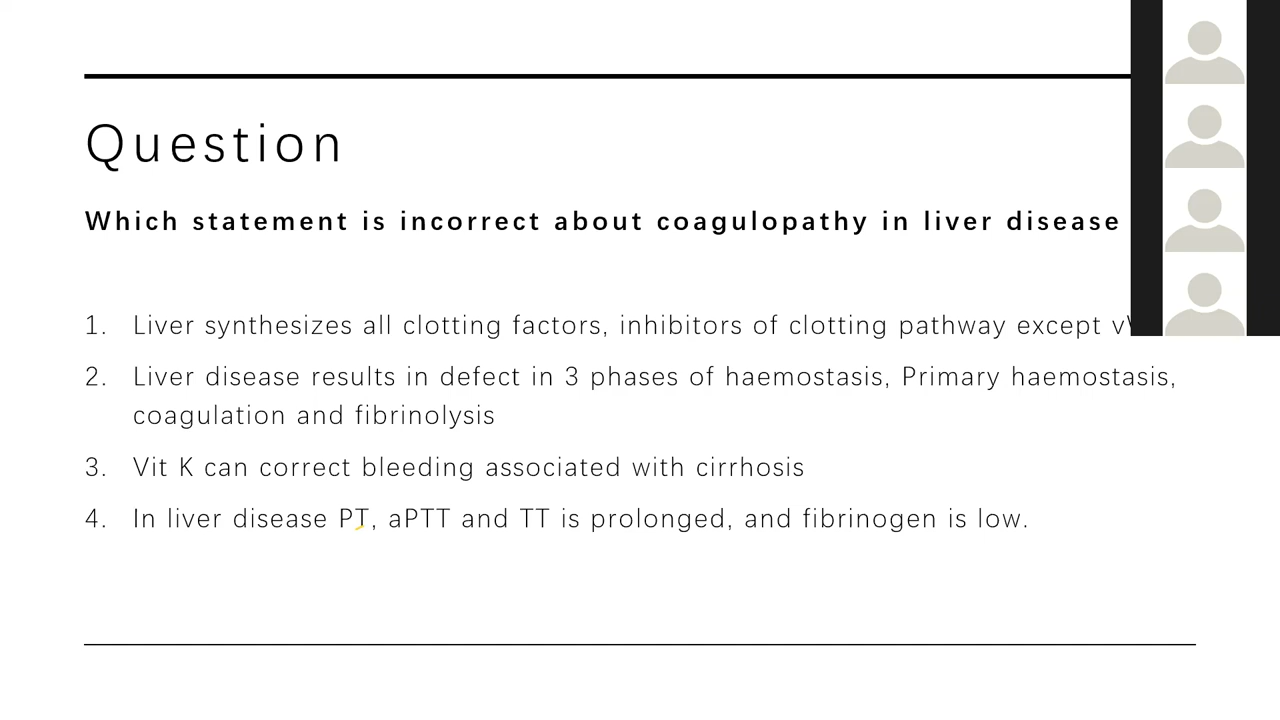 Question
Which statement is incorrect about coagulopathy in liver disease
1. Liver synthesizes all clotting factors, inhibitors of clotting pathway except
2. Liver disease results in defect in 3 phases of haemostasis, Primary haemostasis,
coagulation and fibrinolysis
3. Vit K can correct bleeding associated with cirrhosis
4. In liver disease PT, aPTT and TT is prolonged, and fibrinogen is low.